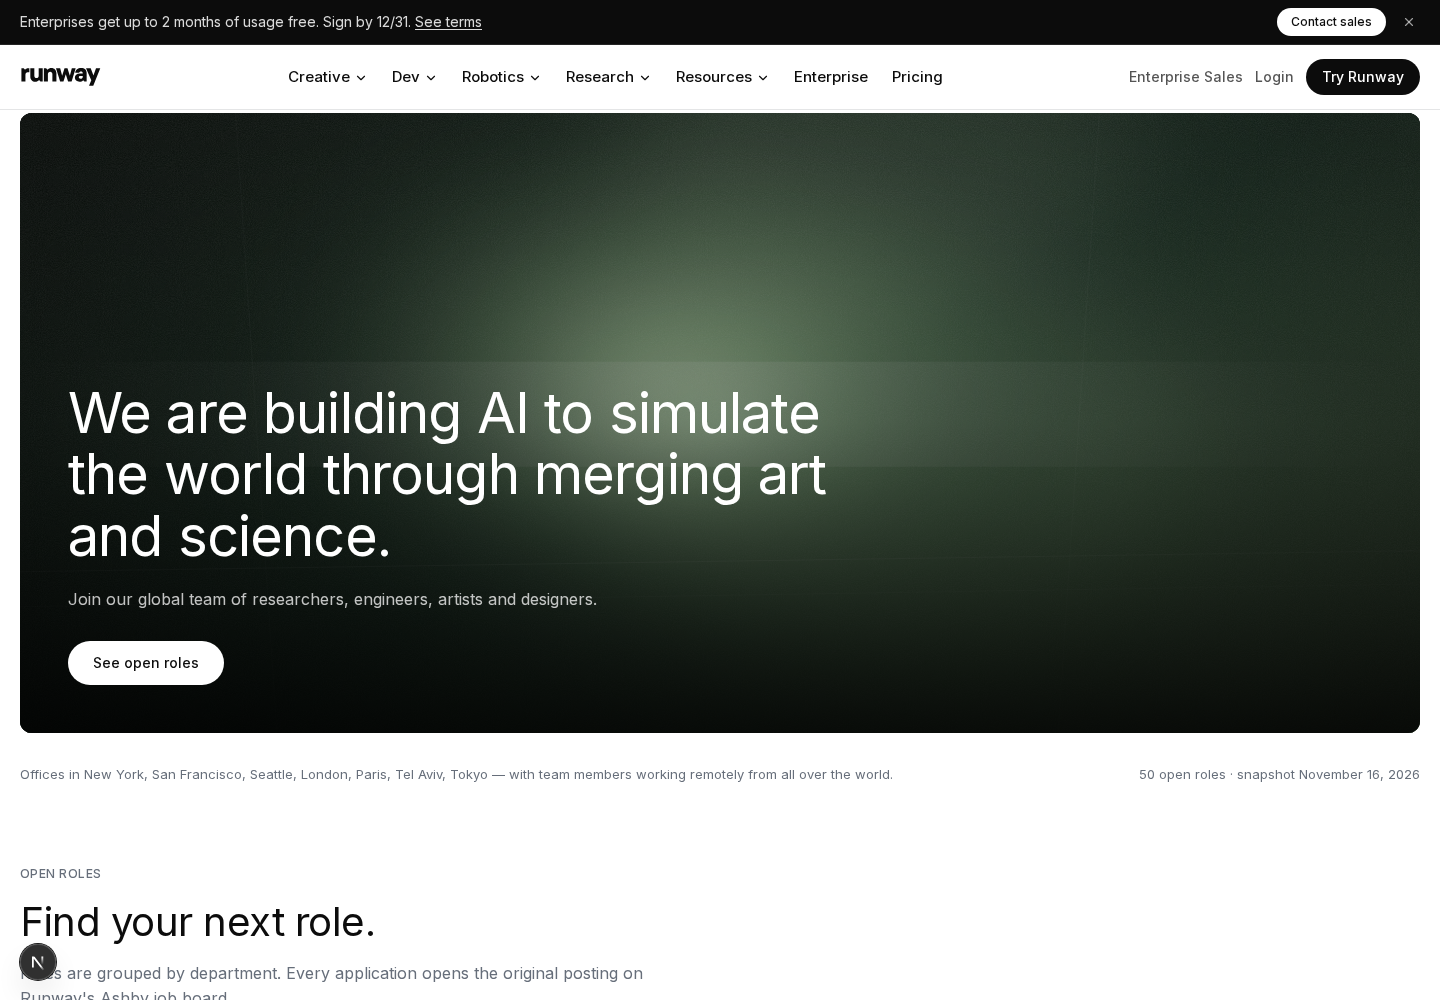 Enterprises get up to 2 months of usage free. Sign by 12/31. See terms
Contact sales
runway
Creative
Dev
Robotics
Research
Resources
Enterprise
Pricing
Enterprise Sales
Login
Try Runway
We are building AI to simulate
the world through merging art
and science.
Join our global team of researchers, engineers, artists and designers.
See open roles
Offices in New York, San Francisco, Seattle, London, Paris, Tel Aviv, Tokyo — with team members working remotely from all over the world.
50 open roles · snapshot November 16, 2026
OPEN ROLES
Find your next role.
N
are grouped by department. Every application opens the original posting on
Runway's Ashby job board.